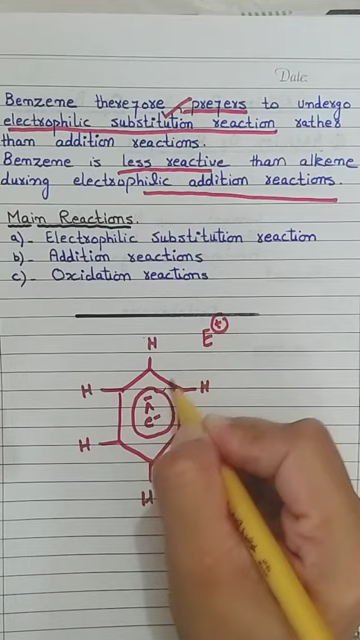 Date:
Benzene therefore prefers to undergo
electrophilic substitution reaction rather
than addition reactions.
Benzene is less reactive than alkene
during electrophilic addition reactions.
Main Reactions.
a)- Electrophilic Substitution reaction
b)- Addition reactions
c)- Oxidation reactions
E+
H
H H
π
e-
H
H